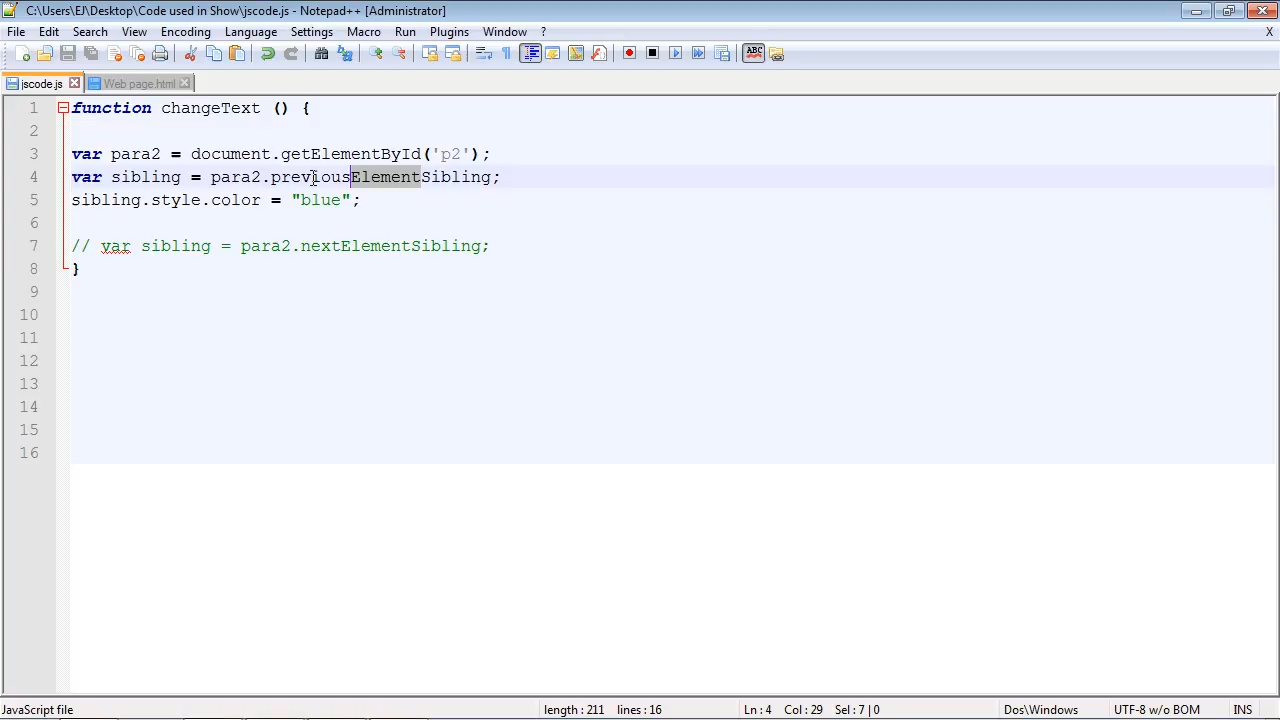 C:\Users\EJ\Desktop\Code used in Show\jscode.js - Notepad++ [Administrator]
File Edit Search View Encoding Language Settings Macro Run Plugins Window ? X
ABC
jscode.js Web page.html
1 function changeText () {
2
3 var para2 = document.getElementById('p2');
4 var sibling = para2.previousElementSibling;
5 sibling.style.color = "blue";
6
7 // var sibling = para2.nextElementSibling;
8 }
9
10
11
12
13
14
15
16
JavaScript file length : 211 lines : 16 Ln : 4 Col : 29 Sel : 7 | 0 Dos\Windows UTF-8 w/o BOM INS